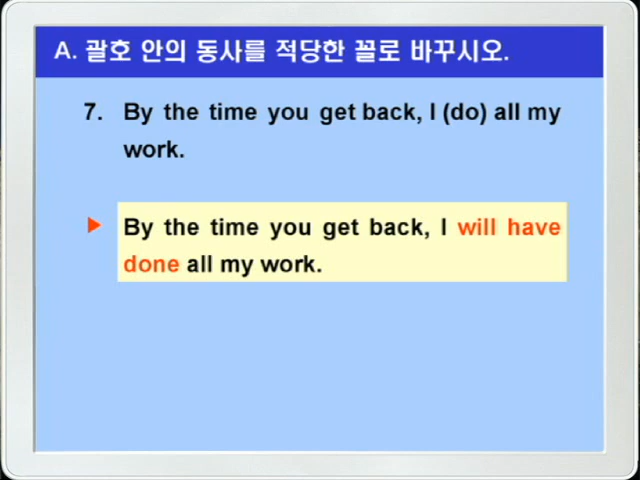 A. 괄호 안의 동사를 적당한 꼴로 바꾸시오.
7. By the time you get back, I (do) all my
work.
By the time you get back, I will have
done all my work.